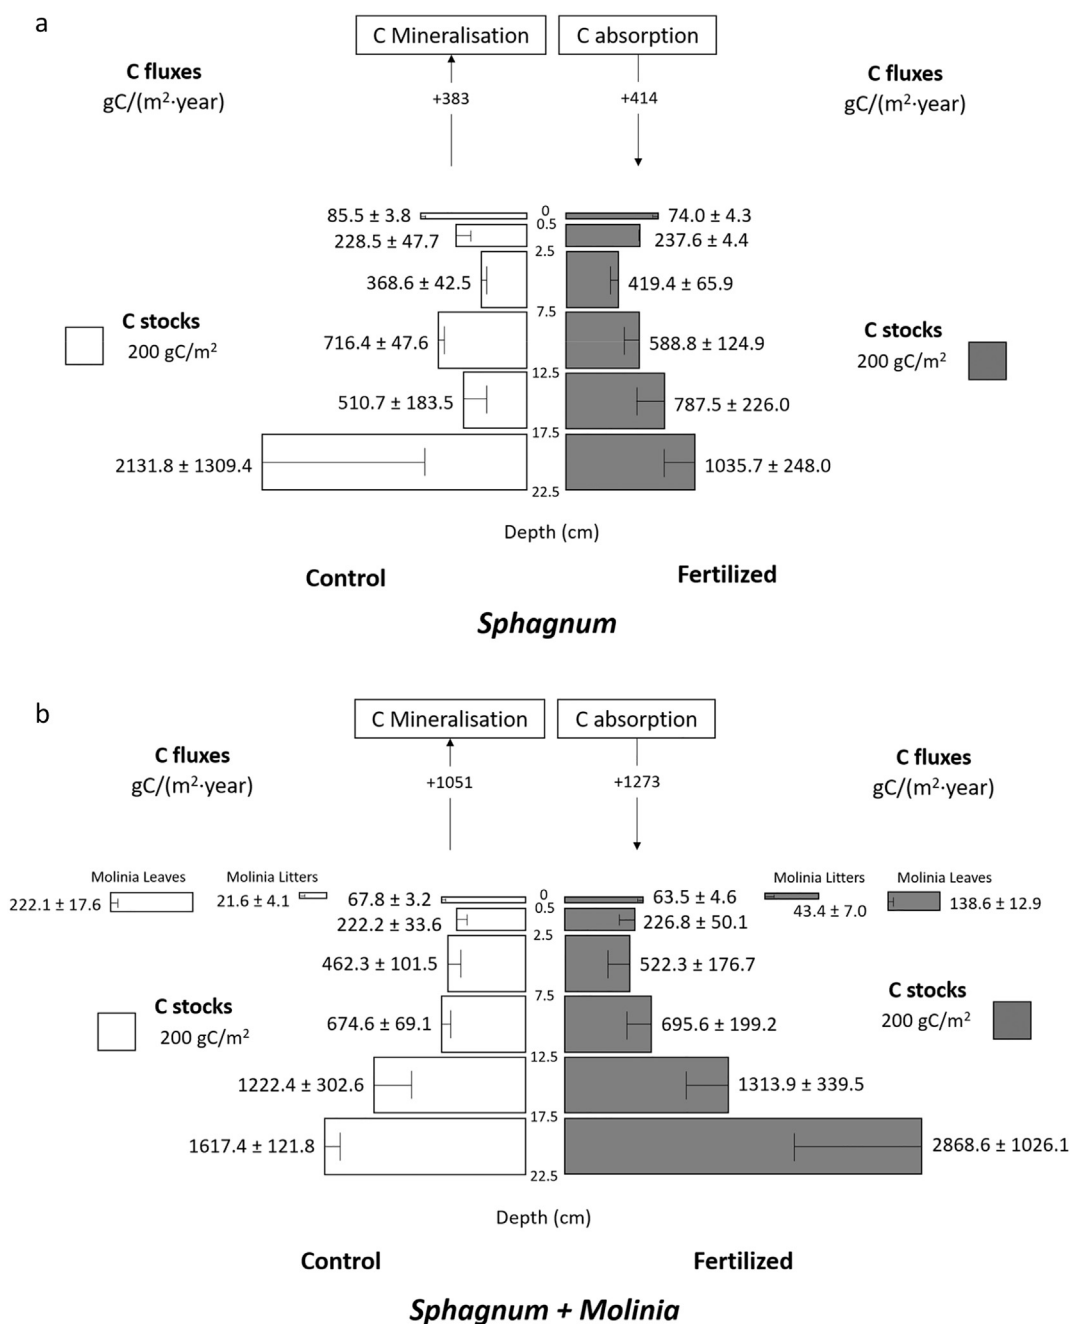 a
C Mineralisation
C absorption
C fluxes
gC/(m²·year)
+383
+414
C fluxes
gC/(m²·year)
85.5 ± 3.8
0
74.0 ± 4.3
0.5
228.5 ± 47.7
237.6 ± 4.4
2.5
368.6 ± 42.5
419.4 ± 65.9
7.5
C stocks
200 gC/m²
716.4 ± 47.6
588.8 ± 124.9
C stocks
200 gC/m²
12.5
510.7 ± 183.5
787.5 ± 226.0
17.5
2131.8 ± 1309.4
1035.7 ± 248.0
22.5
Depth (cm)
Control
Fertilized
Sphagnum
b
C Mineralisation
C absorption
C fluxes
gC/(m²·year)
+1051
+1273
C fluxes
gC/(m²·year)
Molinia Leaves
222.1 ± 17.6
Molinia Litters
21.6 ± 4.1
67.8 ± 3.2
0
63.5 ± 4.6
Molinia Litters
43.4 ± 7.0
Molinia Leaves
138.6 ± 12.9
0.5
222.2 ± 33.6
226.8 ± 50.1
2.5
462.3 ± 101.5
522.3 ± 176.7
7.5
C stocks
200 gC/m²
674.6 ± 69.1
695.6 ± 199.2
C stocks
200 gC/m²
12.5
1222.4 ± 302.6
1313.9 ± 339.5
17.5
1617.4 ± 121.8
2868.6 ± 1026.1
22.5
Depth (cm)
Control
Fertilized
Sphagnum + Molinia